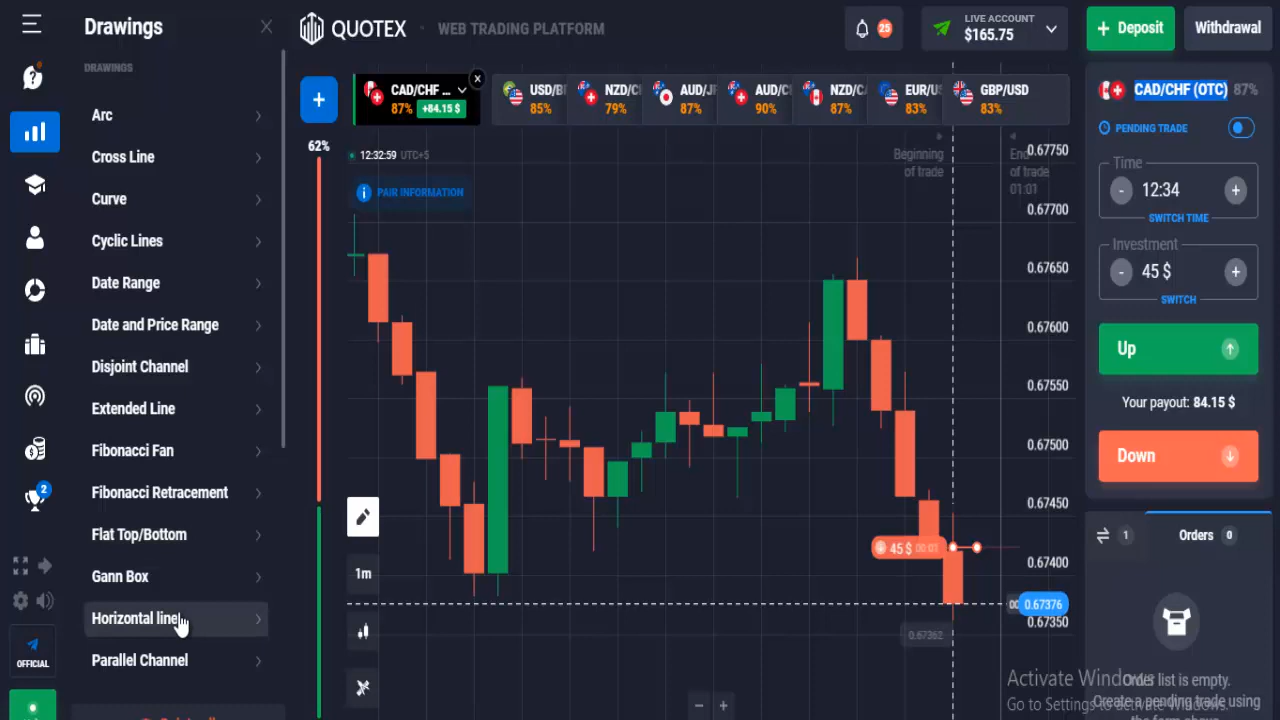 Drawings
DRAWINGS
Arc
Cross Line
Curve
Cyclic Lines
Date Range
Date and Price Range
Disjoint Channel
Extended Line
Fibonacci Fan
Fibonacci Retracement
Flat Top/Bottom
Gann Box
Horizontal line
Parallel Channel
2
OFFICIAL
QUOTEX
WEB TRADING PLATFORM
25
LIVE ACCOUNT
$165.75
+ Deposit
Withdrawal
+
CAD/CHF ...
87% +84.15 $
X
USD/B
85%
NZD/C
79%
AUD/J
87%
AUD/C
90%
NZD/C
87%
EUR/U
83%
GBP/USD
83%
62%
12:32:59 UTC+5
PAIR INFORMATION
Beginning
of trade
End
of trade
01:01
0.67750
0.67700
0.67650
0.67600
0.67550
0.67500
0.67450
0.67400
0.67376
0.67350
0.67362
45 $ 00:01
1m
- +
CAD/CHF (OTC) 87%
PENDING TRADE
Time
- 12:34 +
SWITCH TIME
Investment
- 45 $ +
SWITCH
Up
Your payout: 84.15 $
Down
1
Orders 0
Order list is empty.
Create a pending trade using
Activate Windows
Go to Settings to activate Windows.